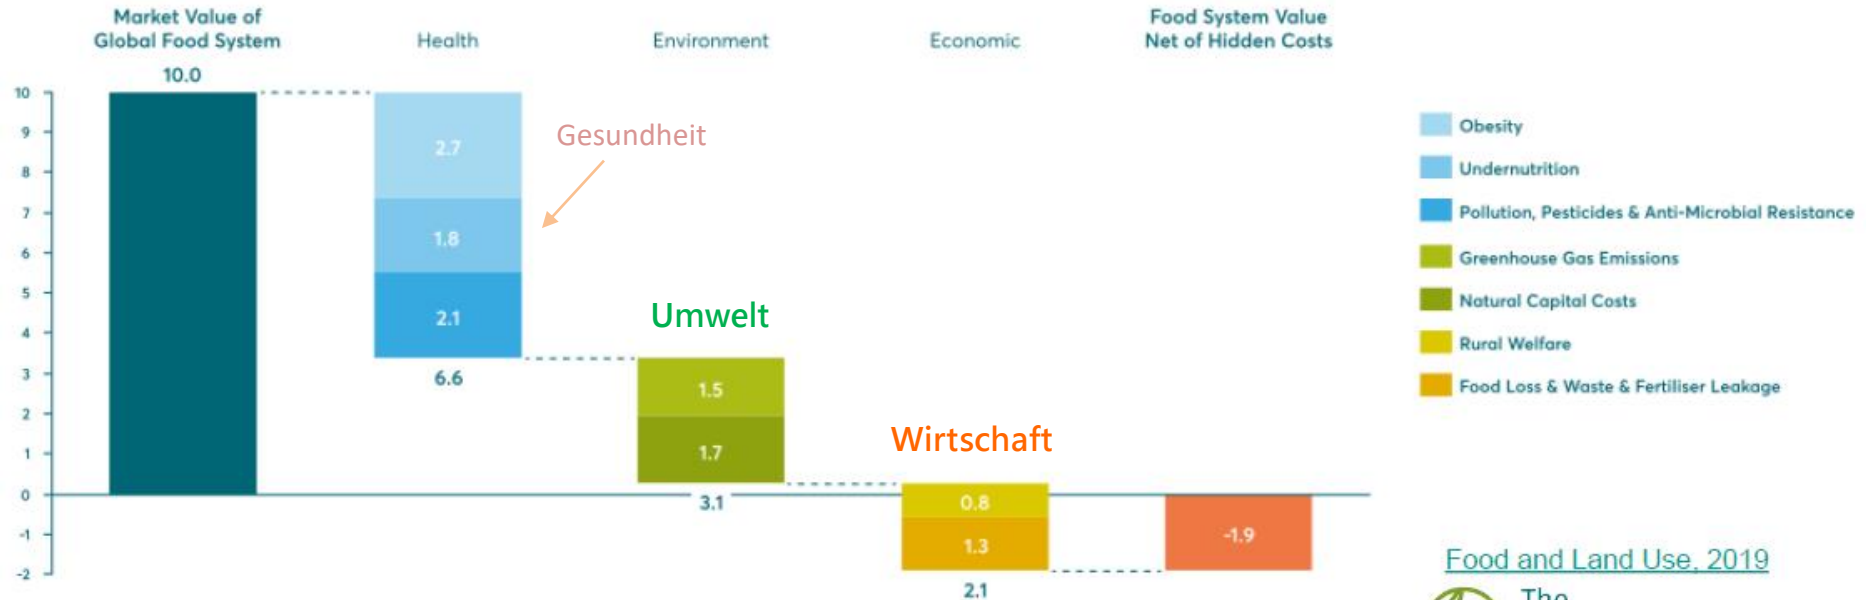 Market Value of
Global Food System
Health
Environment
Economic
Food System Value
Net of Hidden Costs
10.0
10
9
8
7
6
5
4
3
2
1
0
-1
-2
2.7
1.8
2.1
6.6
Gesundheit
Umwelt
1.5
1.7
3.1
Wirtschaft
0.8
1.3
2.1
-1.9
Obesity
Undernutrition
Pollution, Pesticides & Anti-Microbial Resistance
Greenhouse Gas Emissions
Natural Capital Costs
Rural Welfare
Food Loss & Waste & Fertiliser Leakage
Food and Land Use, 2019
The